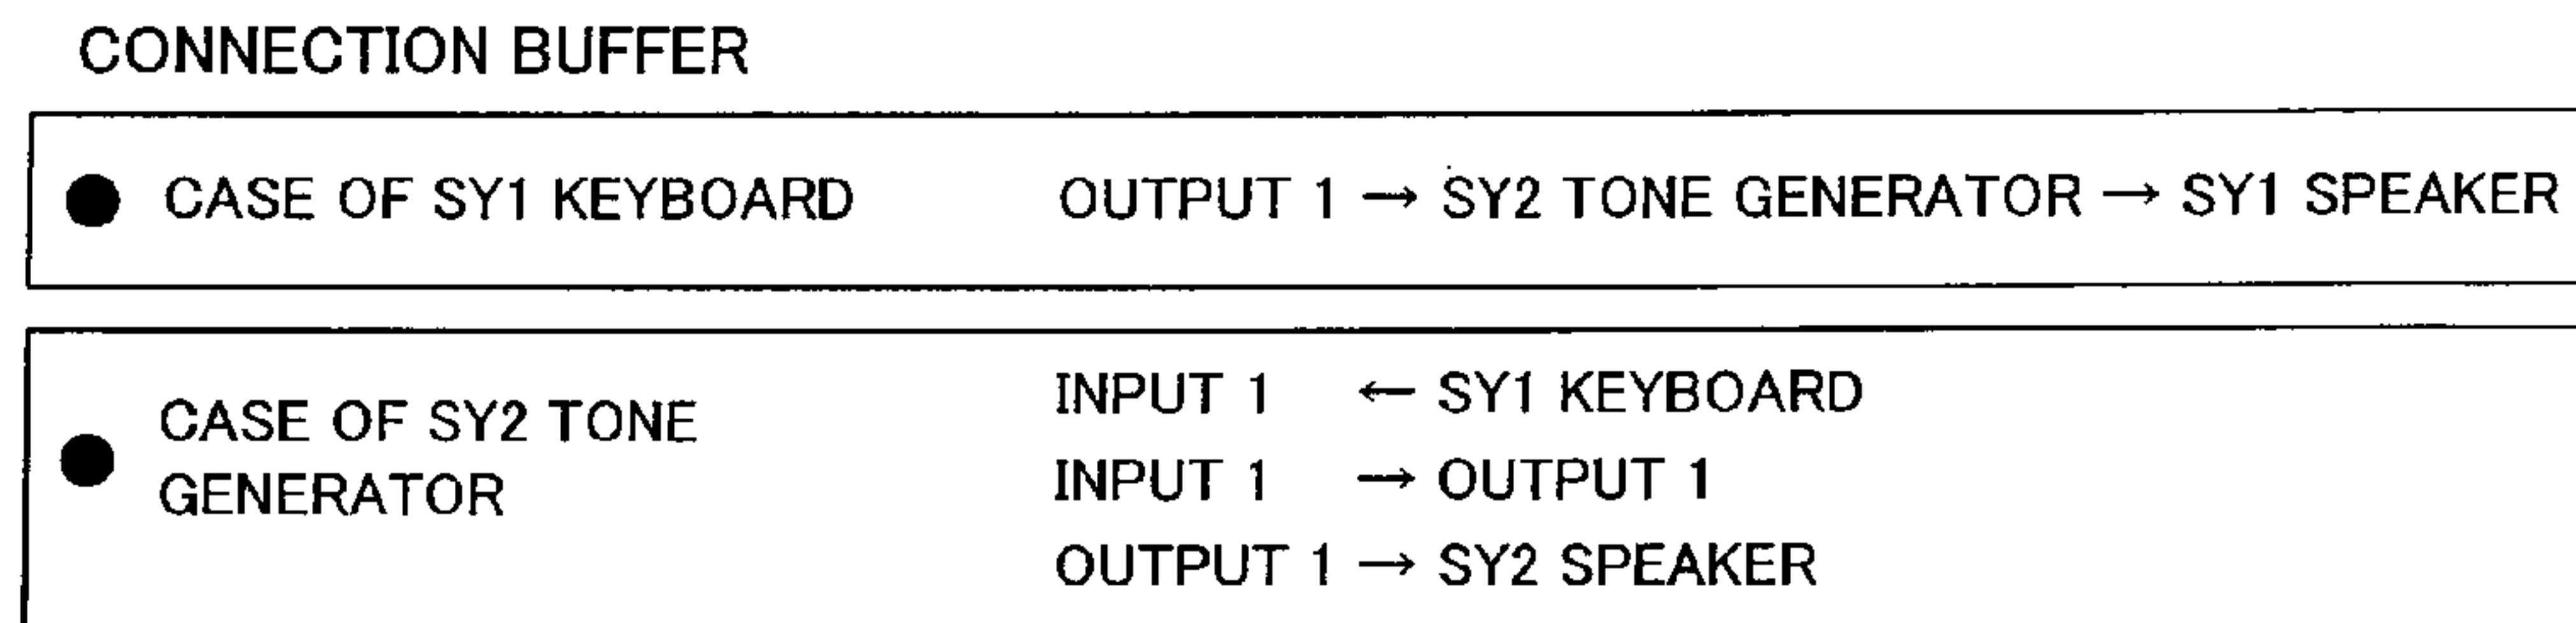 CONNECTION BUFFER
● CASE OF SY1 KEYBOARD OUTPUT 1 → SY2 TONE GENERATOR → SY1 SPEAKER
CASE OF SY2 TONE
● GENERATOR
INPUT 1 ← SY1 KEYBOARD
INPUT 1 → OUTPUT 1
OUTPUT 1 → SY2 SPEAKER